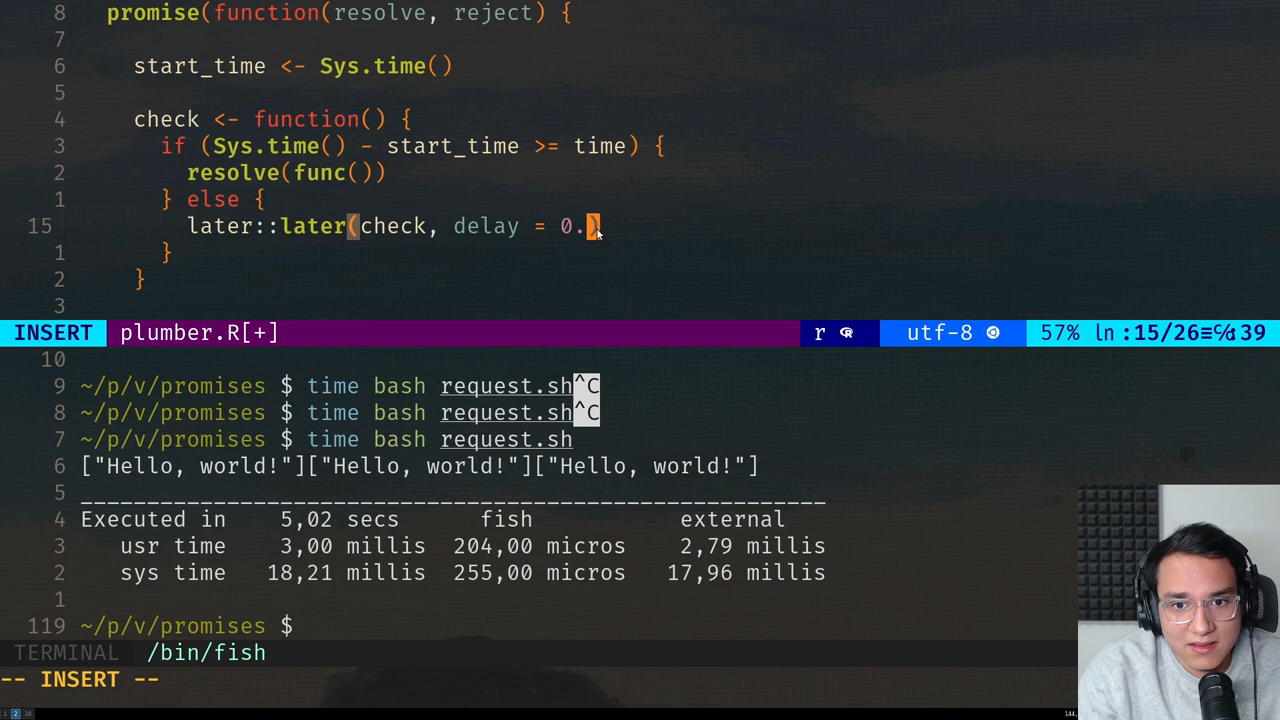 8 promise(function(resolve, reject) {
7
6 start_time <- Sys.time()
5
4 check <- function() {
3 if (Sys.time() - start_time >= time) {
2 resolve(func())
1 } else {
15 later::later(check, delay = 0.)
1 }
2 }
3
INSERT plumber.R[+] r utf-8 57% ln :15/26≡℅:39
10
9 ~/p/v/promises $ time bash request.sh^C
8 ~/p/v/promises $ time bash request.sh^C
7 ~/p/v/promises $ time bash request.sh
6 ["Hello, world!"]["Hello, world!"]["Hello, world!"]
5 ________________________________________________________
4 Executed in 5,02 secs fish external
3 usr time 3,00 millis 204,00 micros 2,79 millis
2 sys time 18,21 millis 255,00 micros 17,96 millis
1
119 ~/p/v/promises $
TERMINAL /bin/fish
-- INSERT --
1 2 10 144,